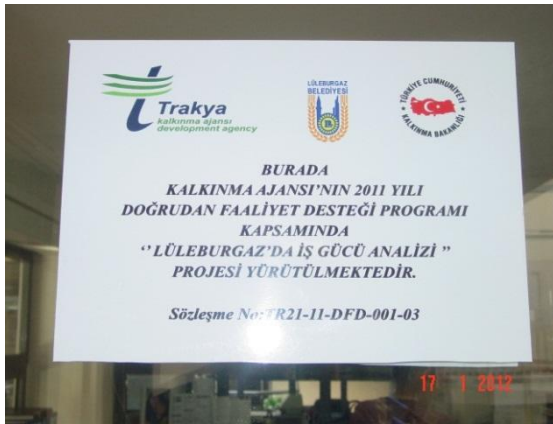 Trakya
kalkınma ajansı
development agency
LÜLEBURGAZ
BELEDİYESİ
TÜRKİYE CUMHURİYETİ
KALKINMA BAKANLIĞI
BURADA
KALKINMA AJANSI'NIN 2011 YILI
DOĞRUDAN FAALİYET DESTEĞİ PROGRAMI
KAPSAMINDA
‘’LÜLEBURGAZ’DA İŞ GÜCÜ ANALİZİ ”
PROJESİ YÜRÜTÜLMEKTEDİR.
Sözleşme No:TR21-11-DFD-001-03
17 1 2012